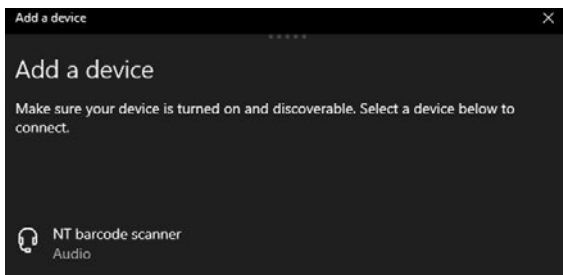 Add a device
Add a device
Make sure your device is turned on and discoverable. Select a device below to
connect.
NT barcode scanner
Audio